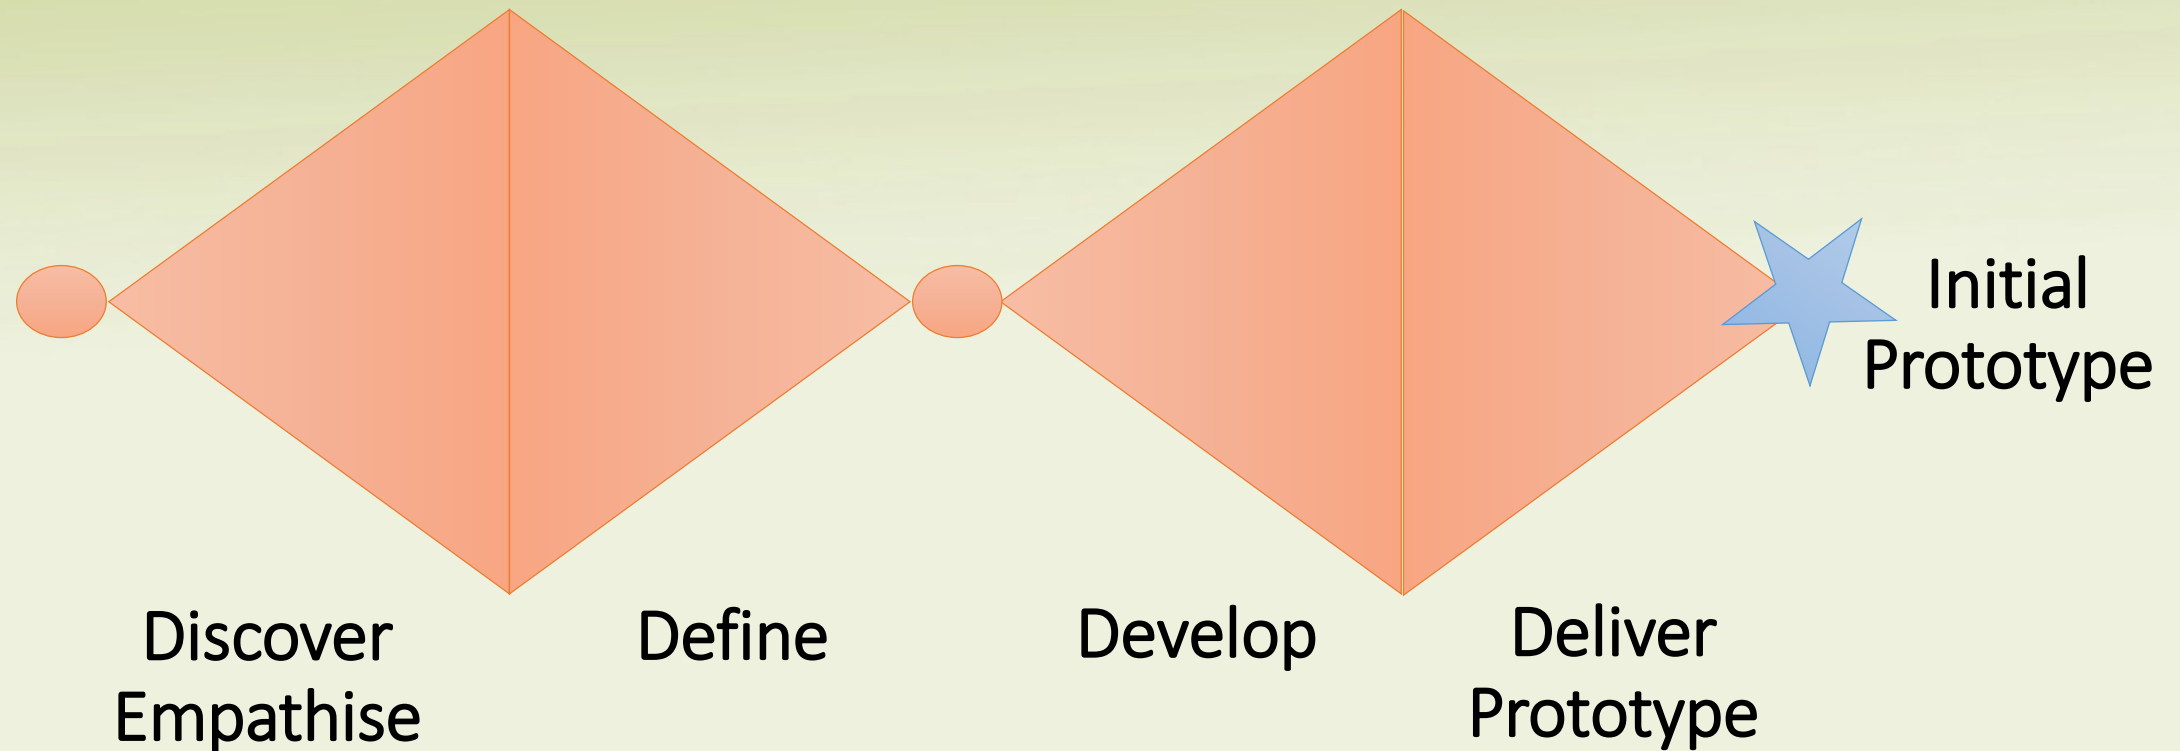 Initial
Prototype
Discover
Empathise
Define
Develop
Deliver
Prototype